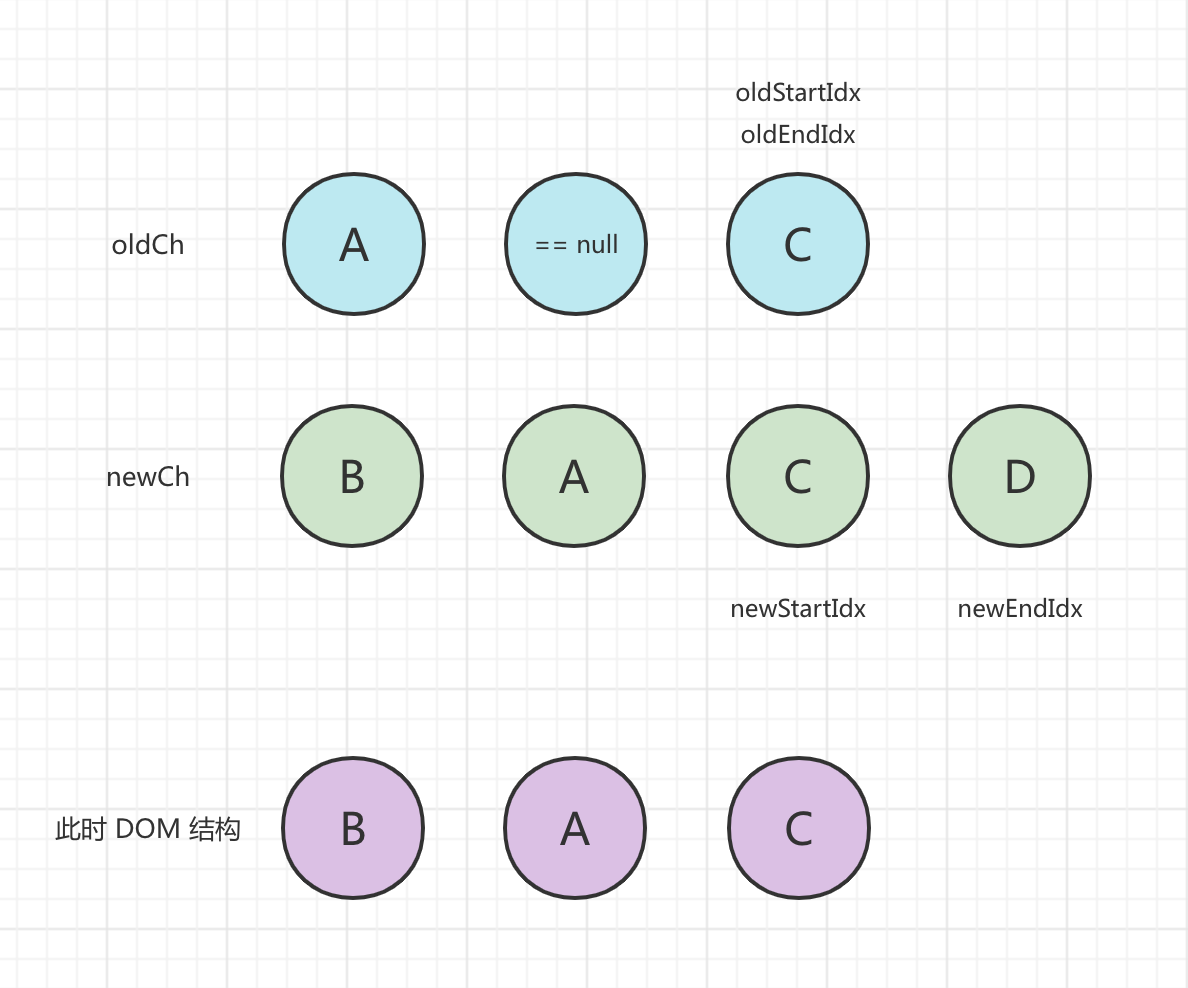 oldStartIdx
oldEndIdx
oldCh
A
== null
C
newCh
B
A
C
D
newStartIdx
newEndIdx
此时 DOM 结构
B
A
C